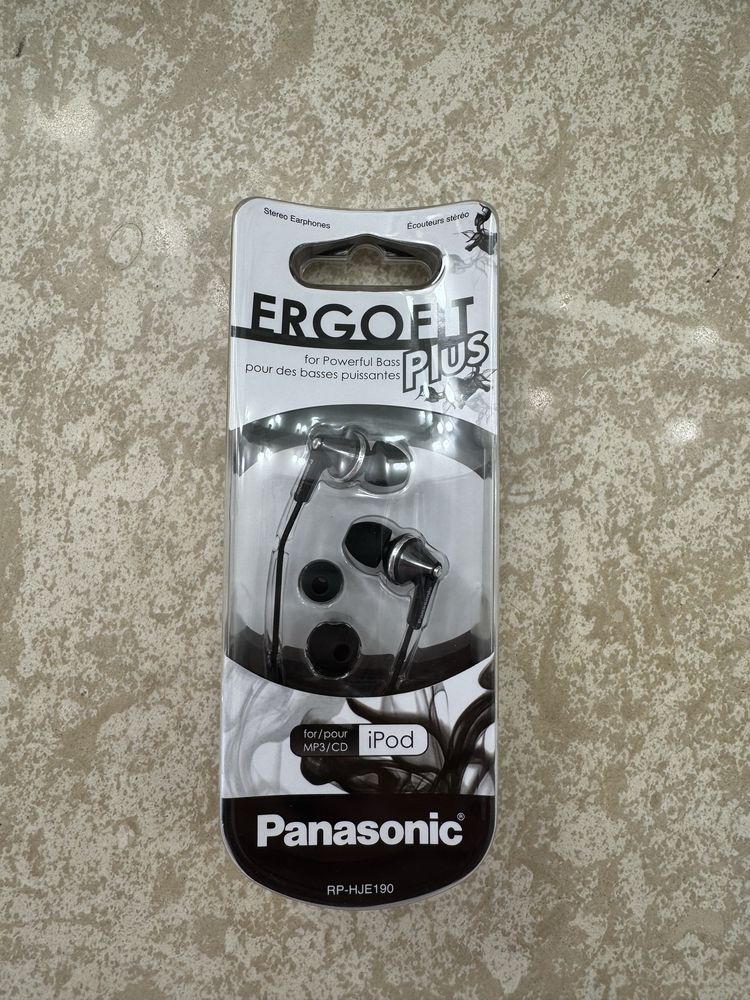 Stereo Earphones
Écouteurs stéréo
ERGOFIT
Plus
for Powerful Bass
pour des basses puissantes
for/pour
MP3/CD
iPod
Panasonic®
RP-HJE190